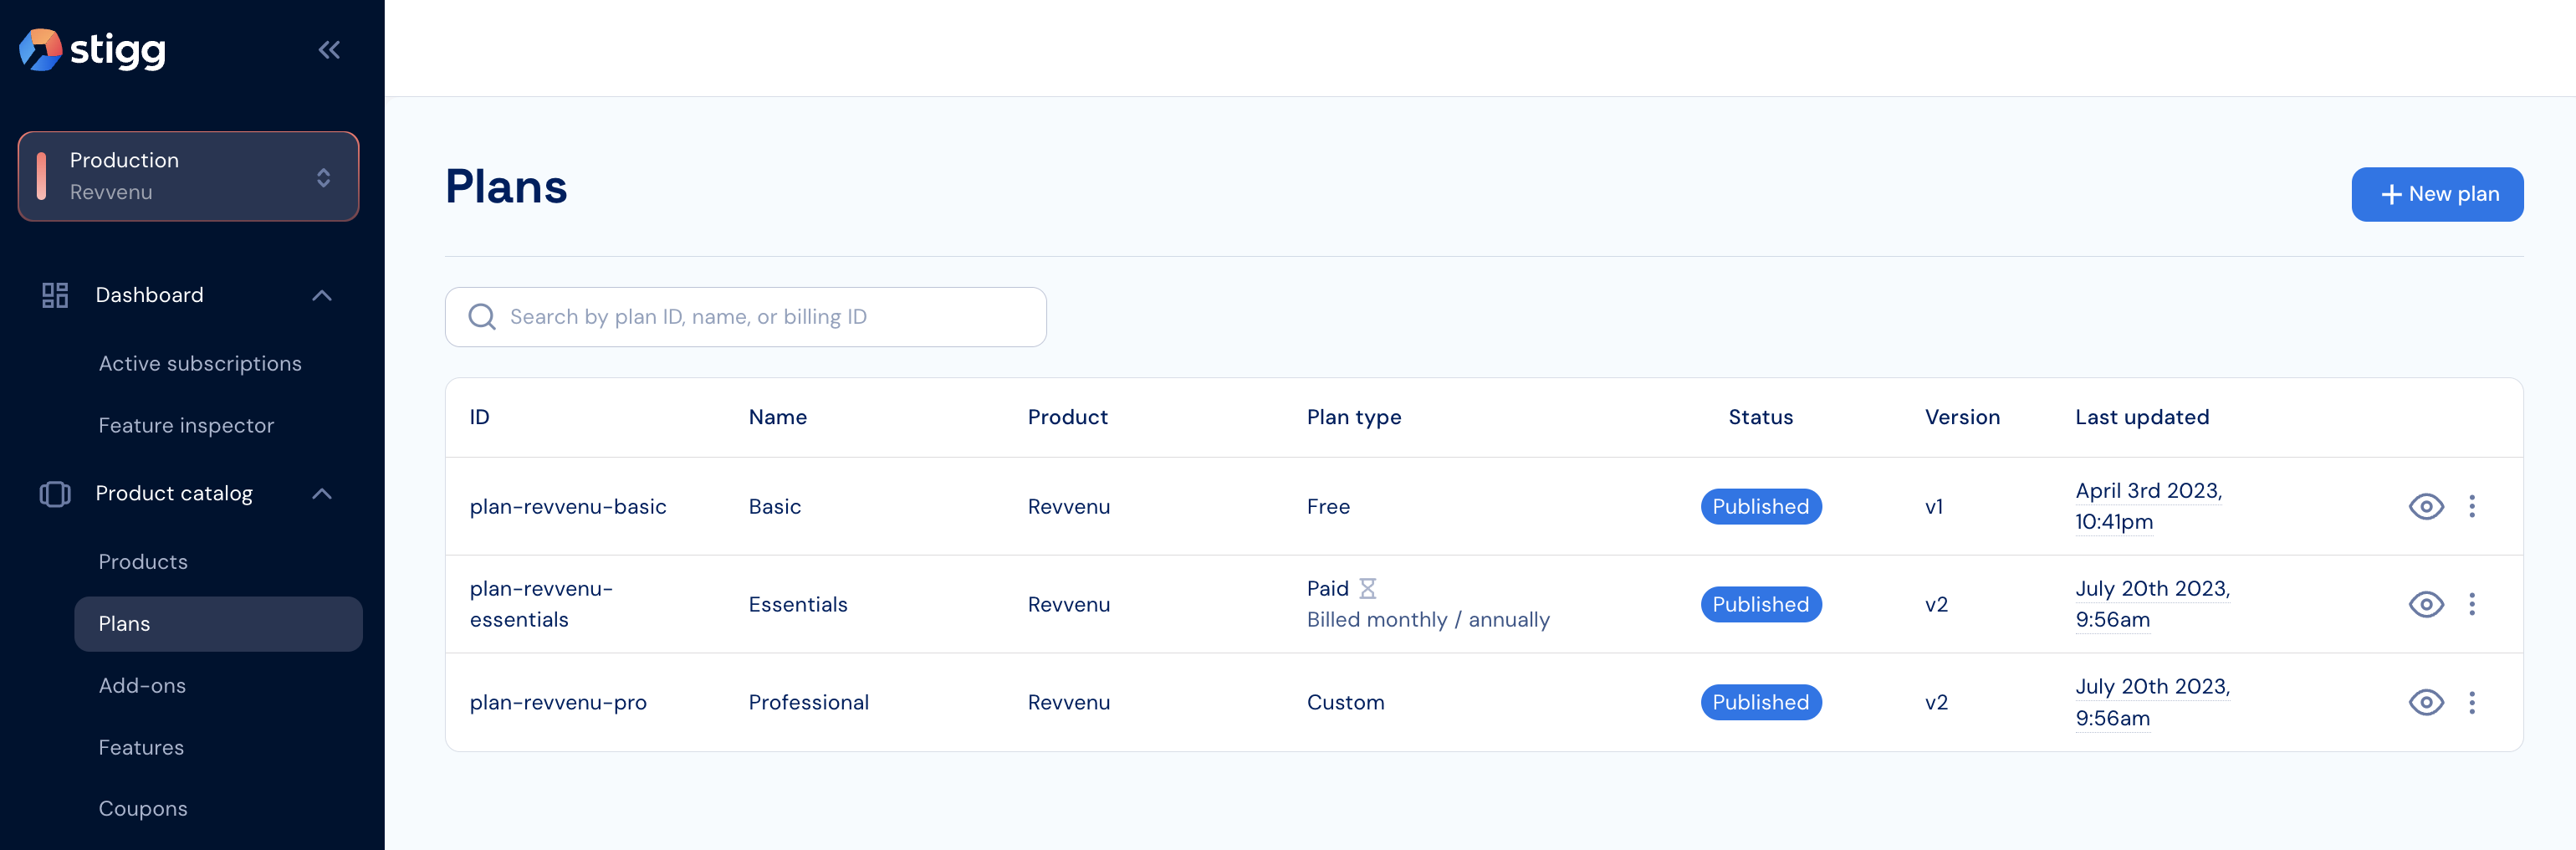 stigg
Production
Revvenu
Dashboard
Active subscriptions
Feature inspector
Product catalog
Products
Plans
Add-ons
Features
Coupons
Plans
New plan
Search by plan ID, name, or billing ID
ID Name Product Plan type Status Version Last updated
plan-revvenu-basic Basic Revvenu Free Published v1 April 3rd 2023,
10:41pm
plan-revvenu-
essentials Essentials Revvenu Paid
Billed monthly / annually Published v2 July 20th 2023,
9:56am
plan-revvenu-pro Professional Revvenu Custom Published v2 July 20th 2023,
9:56am